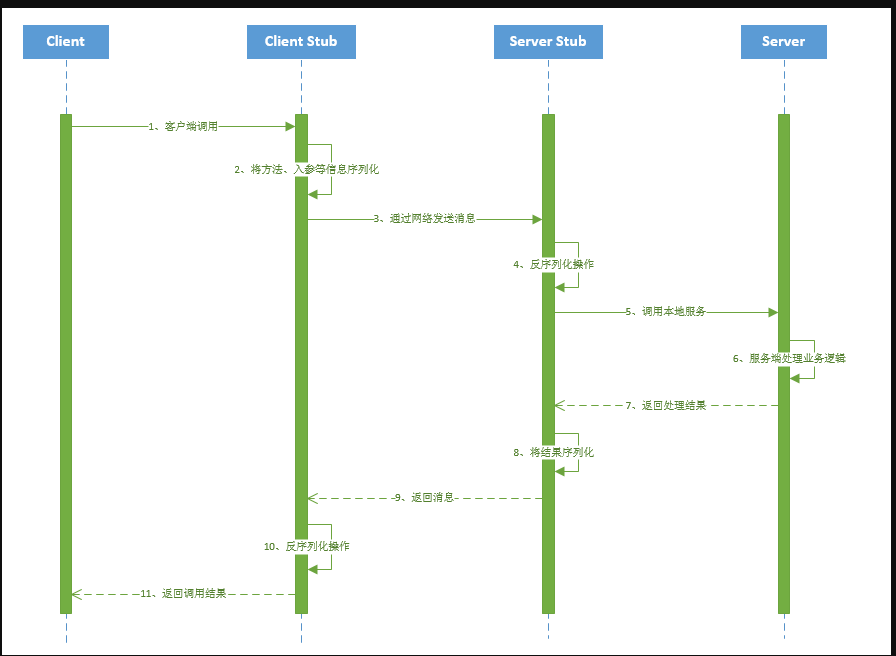 Client
Client Stub
Server Stub
Server
1、客户端调用
2、将方法、入参等信息序列化
3、通过网络发送消息
4、反序列化操作
5、调用本地服务
6、服务端处理业务逻辑
7、返回处理结果
8、将结果序列化
9、返回消息
10、反序列化操作
11、返回调用结果